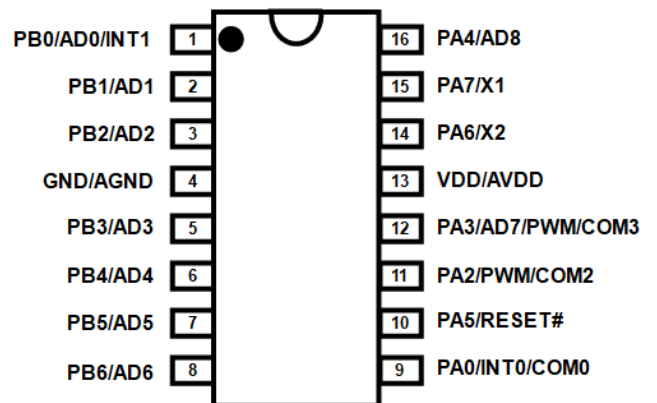 PB0/AD0/INT1 1 16 PA4/AD8
PB1/AD1 2 15 PA7/X1
PB2/AD2 3 14 PA6/X2
GND/AGND 4 13 VDD/AVDD
PB3/AD3 5 12 PA3/AD7/PWM/COM3
PB4/AD4 6 11 PA2/PWM/COM2
PB5/AD5 7 10 PA5/RESET#
PB6/AD6 8 9 PA0/INT0/COM0